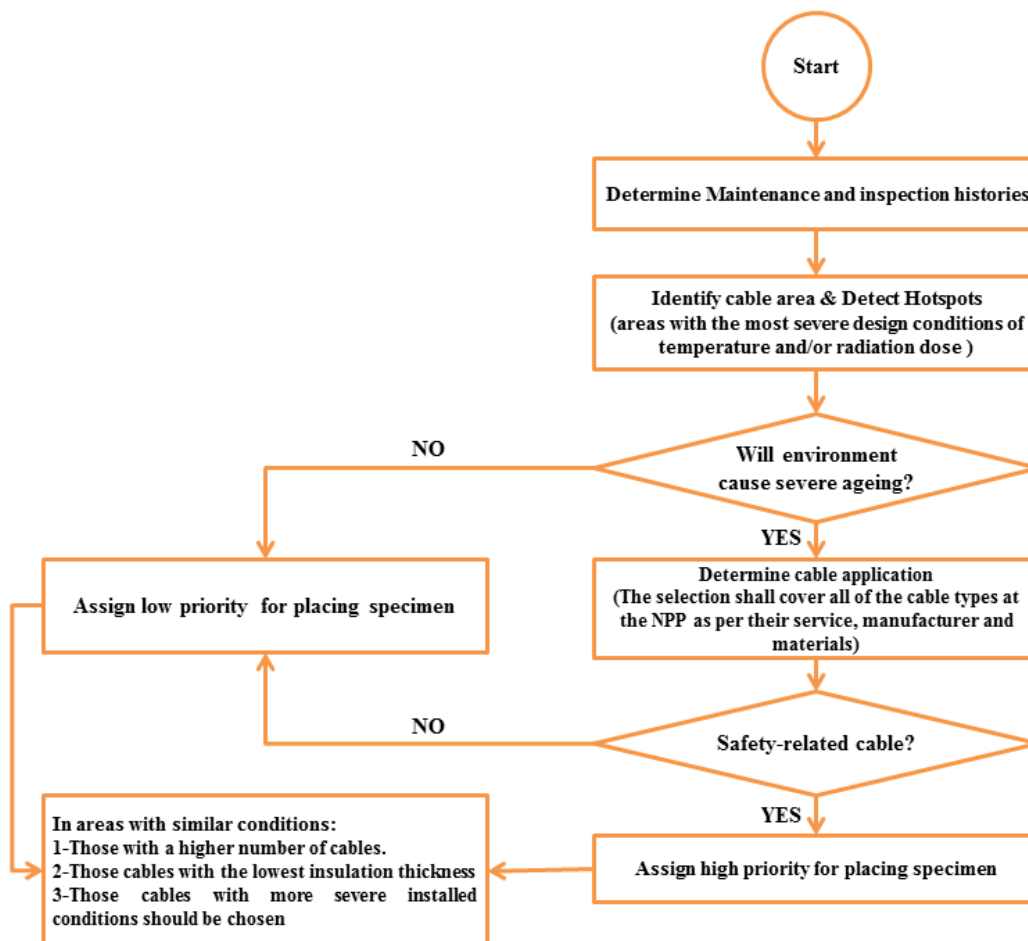 Start
Determine Maintenance and inspection histories
Identify cable area & Detect Hotspots
(areas with the most severe design conditions of
temperature and/or radiation dose )
Will environment
cause severe ageing?
NO
YES
Determine cable application
(The selection shall cover all of the cable types at
the NPP as per their service, manufacturer and
materials)
Assign low priority for placing specimen
Safety-related cable?
NO
YES
Assign high priority for placing specimen
In areas with similar conditions:
1-Those with a higher number of cables.
2-Those cables with the lowest insulation thickness
3-Those cables with more severe installed
conditions should be chosen